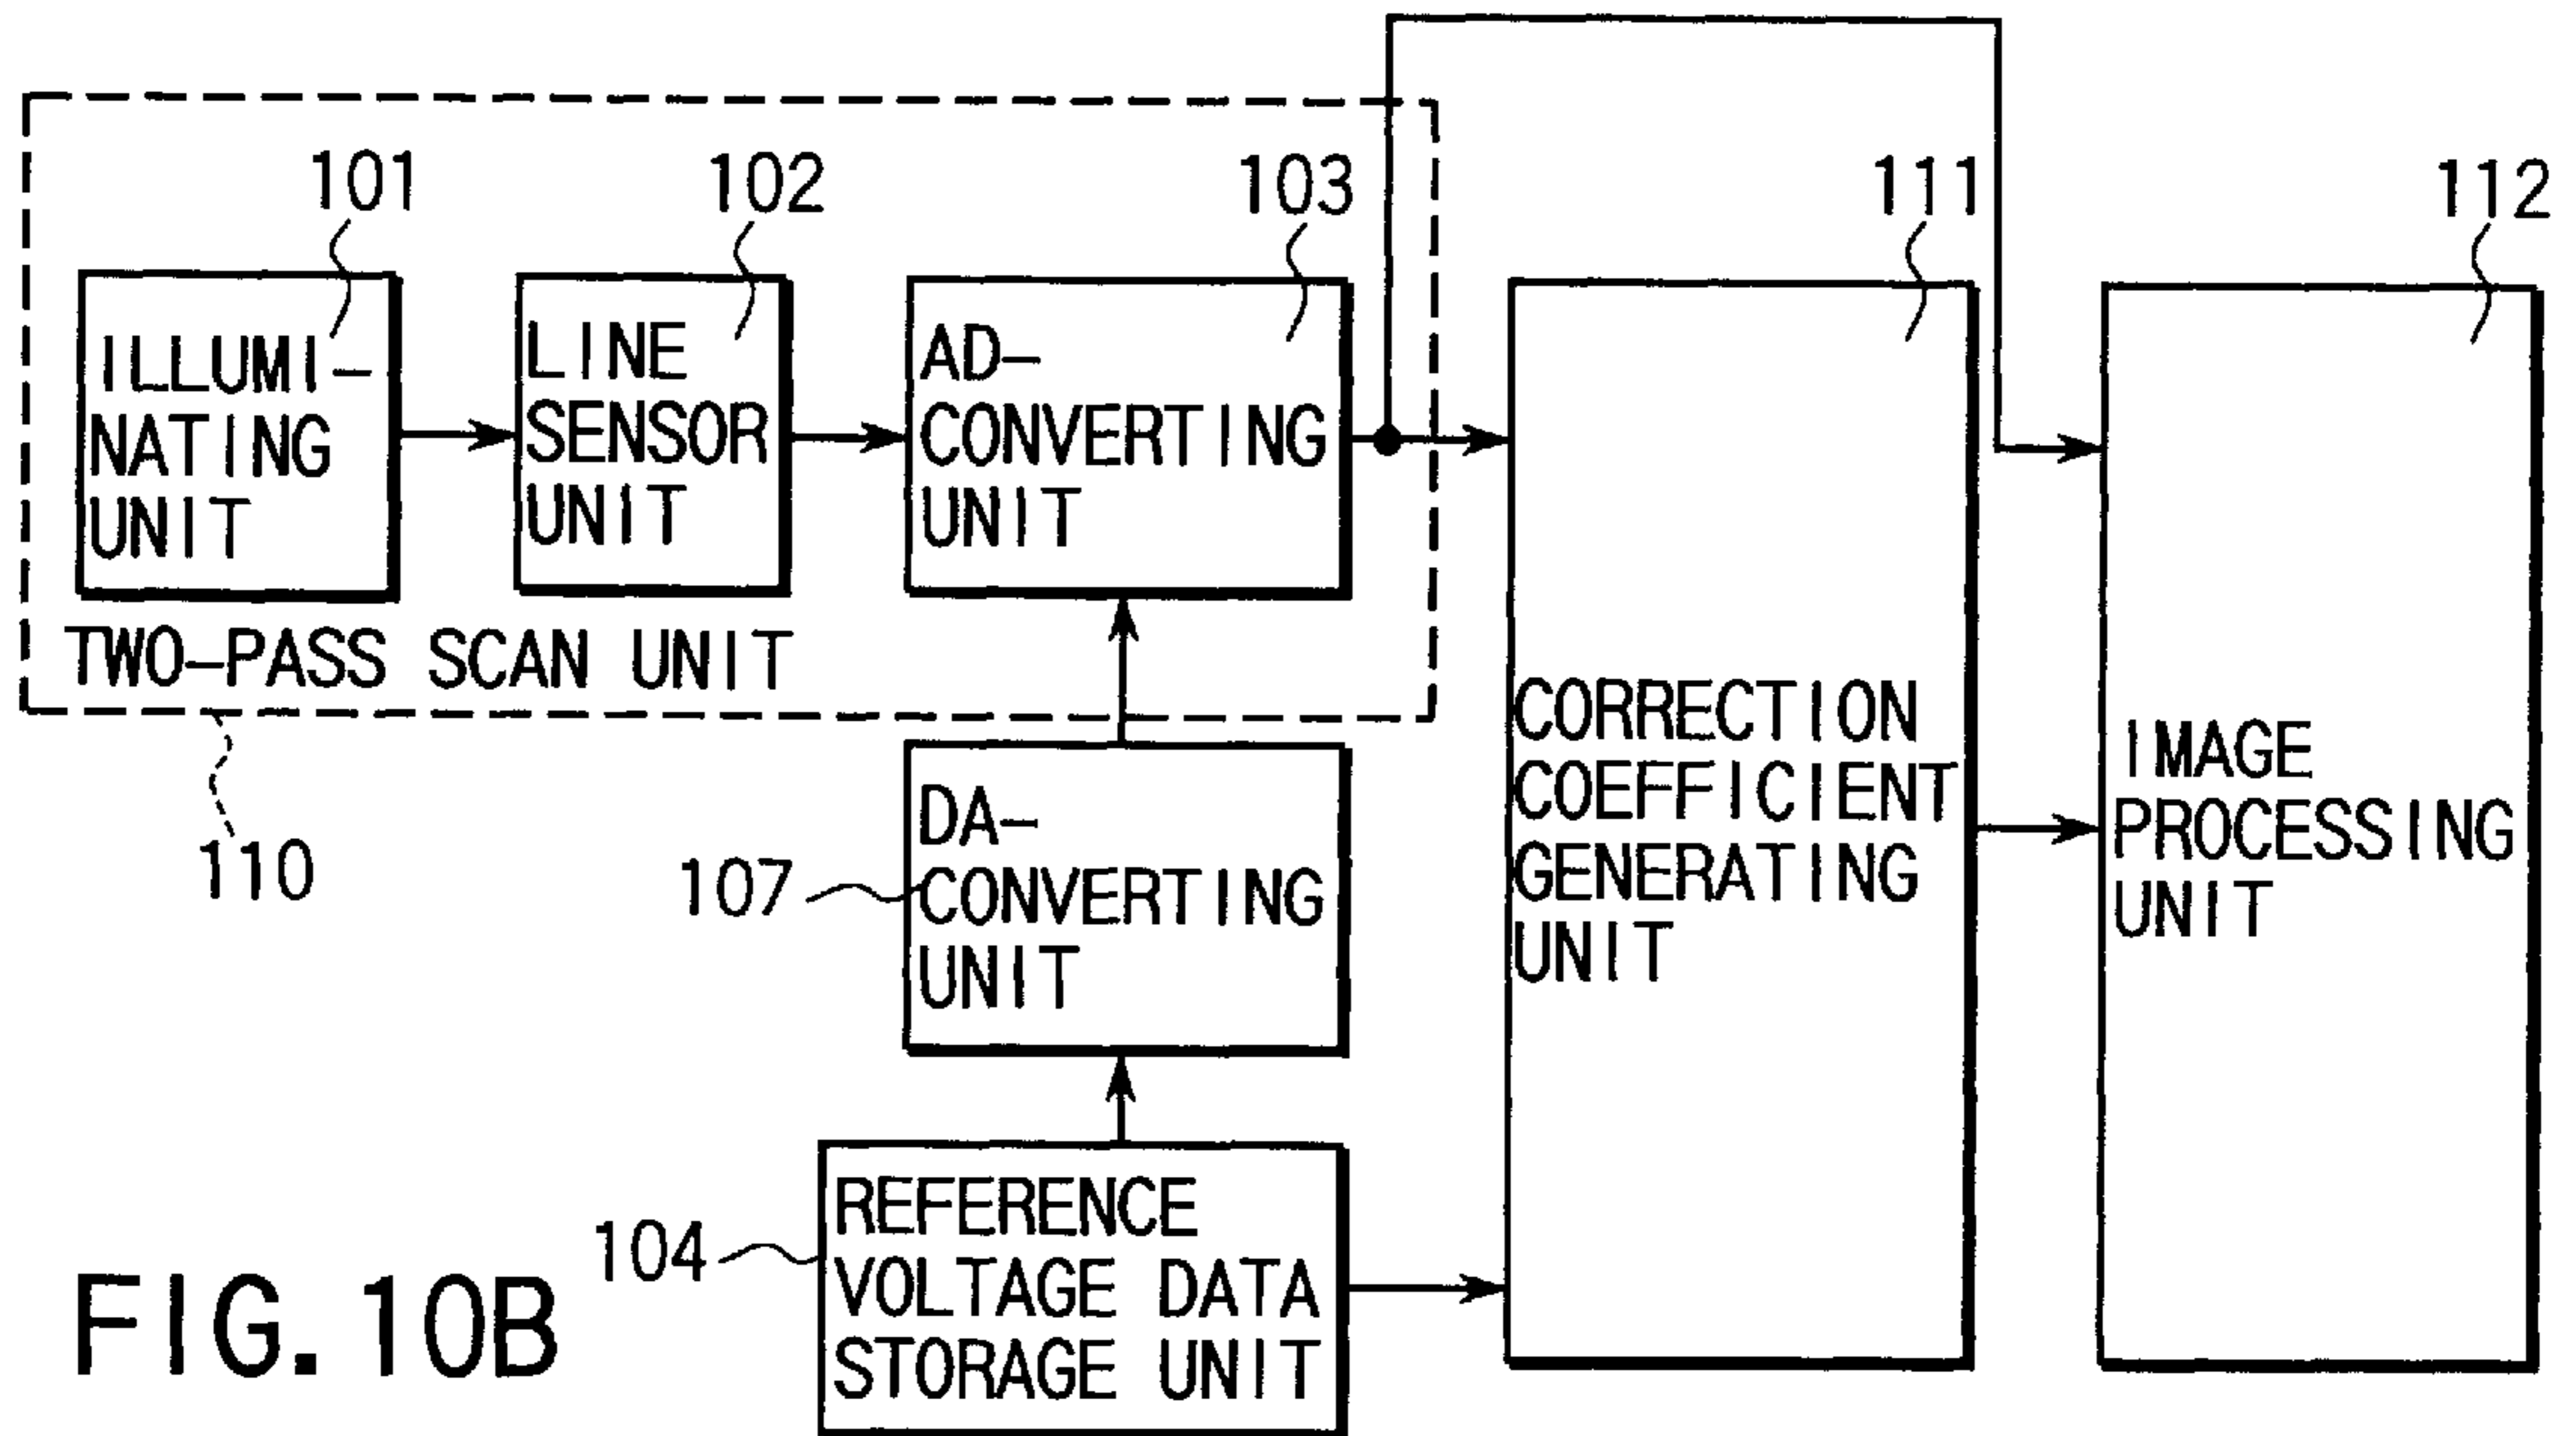 101
102
103
111
112
ILLUMI-
NATING
UNIT
LINE
SENSOR
UNIT
AD-
CONVERTING
UNIT
TWO-PASS SCAN UNIT
110
107
DA-
CONVERTING
UNIT
CORRECTION
COEFFICIENT
GENERATING
UNIT
IMAGE
PROCESSING
UNIT
104
REFERENCE
VOLTAGE DATA
STORAGE UNIT
FIG.10B